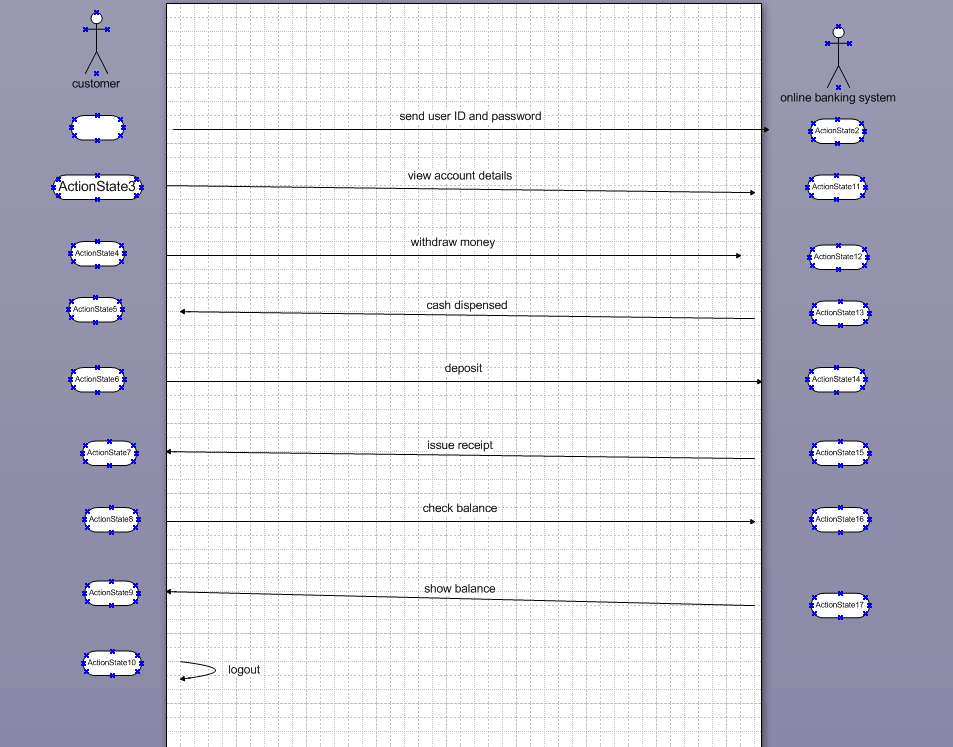 customer
online banking system
send user ID and password
ActionState2
ActionState3
view account details
ActionState11
ActionState4
withdraw money
ActionState12
ActionState5
cash dispensed
ActionState13
ActionState6
deposit
ActionState14
ActionState7
issue receipt
ActionState15
ActionState8
check balance
ActionState16
ActionState9
show balance
ActionState17
ActionState10
logout